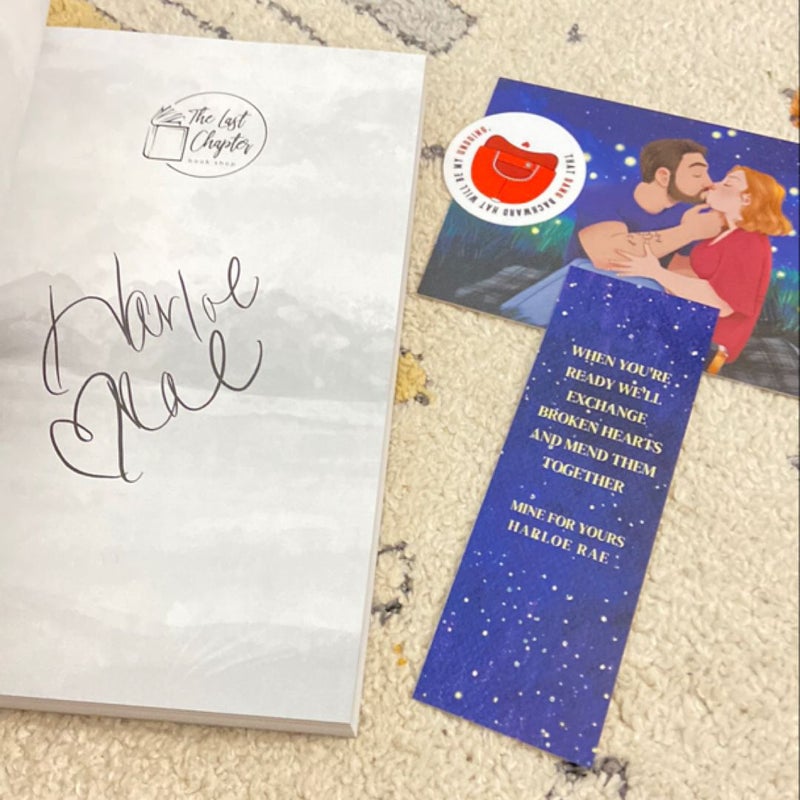 The Last
Chapter
book shop
Harloe
Rae
THAT DANG BACKWARD HAT WILL BE MY UNDOING.
WHEN YOU'RE
READY WE'LL
EXCHANGE
BROKEN HEARTS
AND MEND THEM
TOGETHER
MINE FOR YOURS
HARLOE RAE